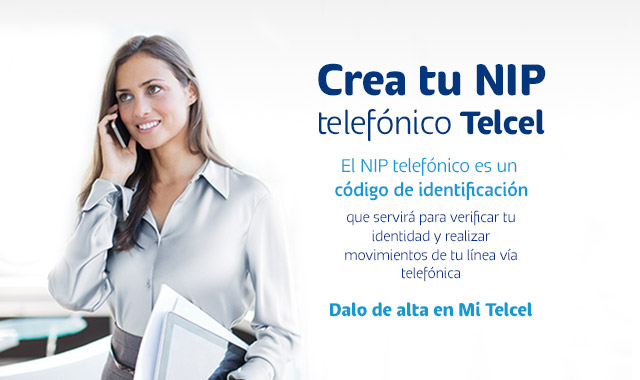 Crea tu NIP
telefónico Telcel
El NIP telefónico es un
código de identificación
que servirá para verificar tu
identidad y realizar
movimientos de tu línea vía
telefónica
Dalo de alta en Mi Telcel